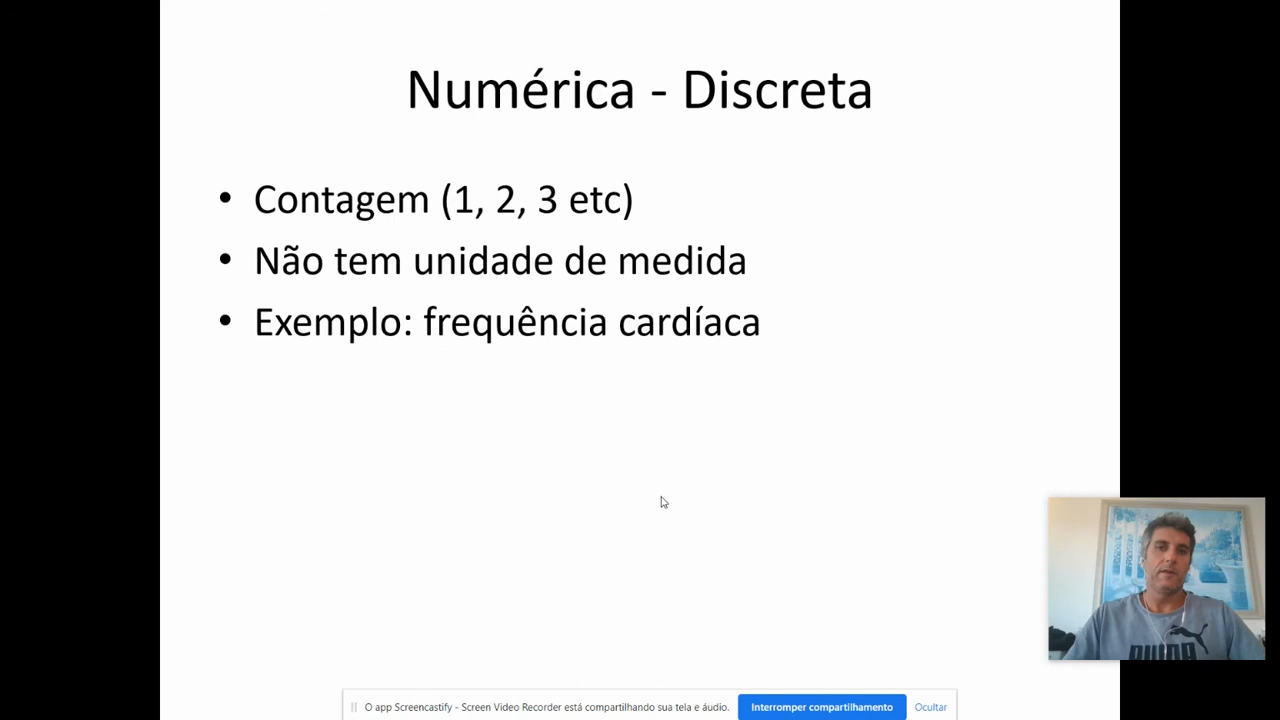 Numérica - Discreta
• Contagem (1, 2, 3 etc)
• Não tem unidade de medida
• Exemplo: frequência cardíaca
PUMA
O app Screencastify - Screen Video Recorder está compartilhando sua tela e áudio.
Interromper compartilhamento
Ocultar